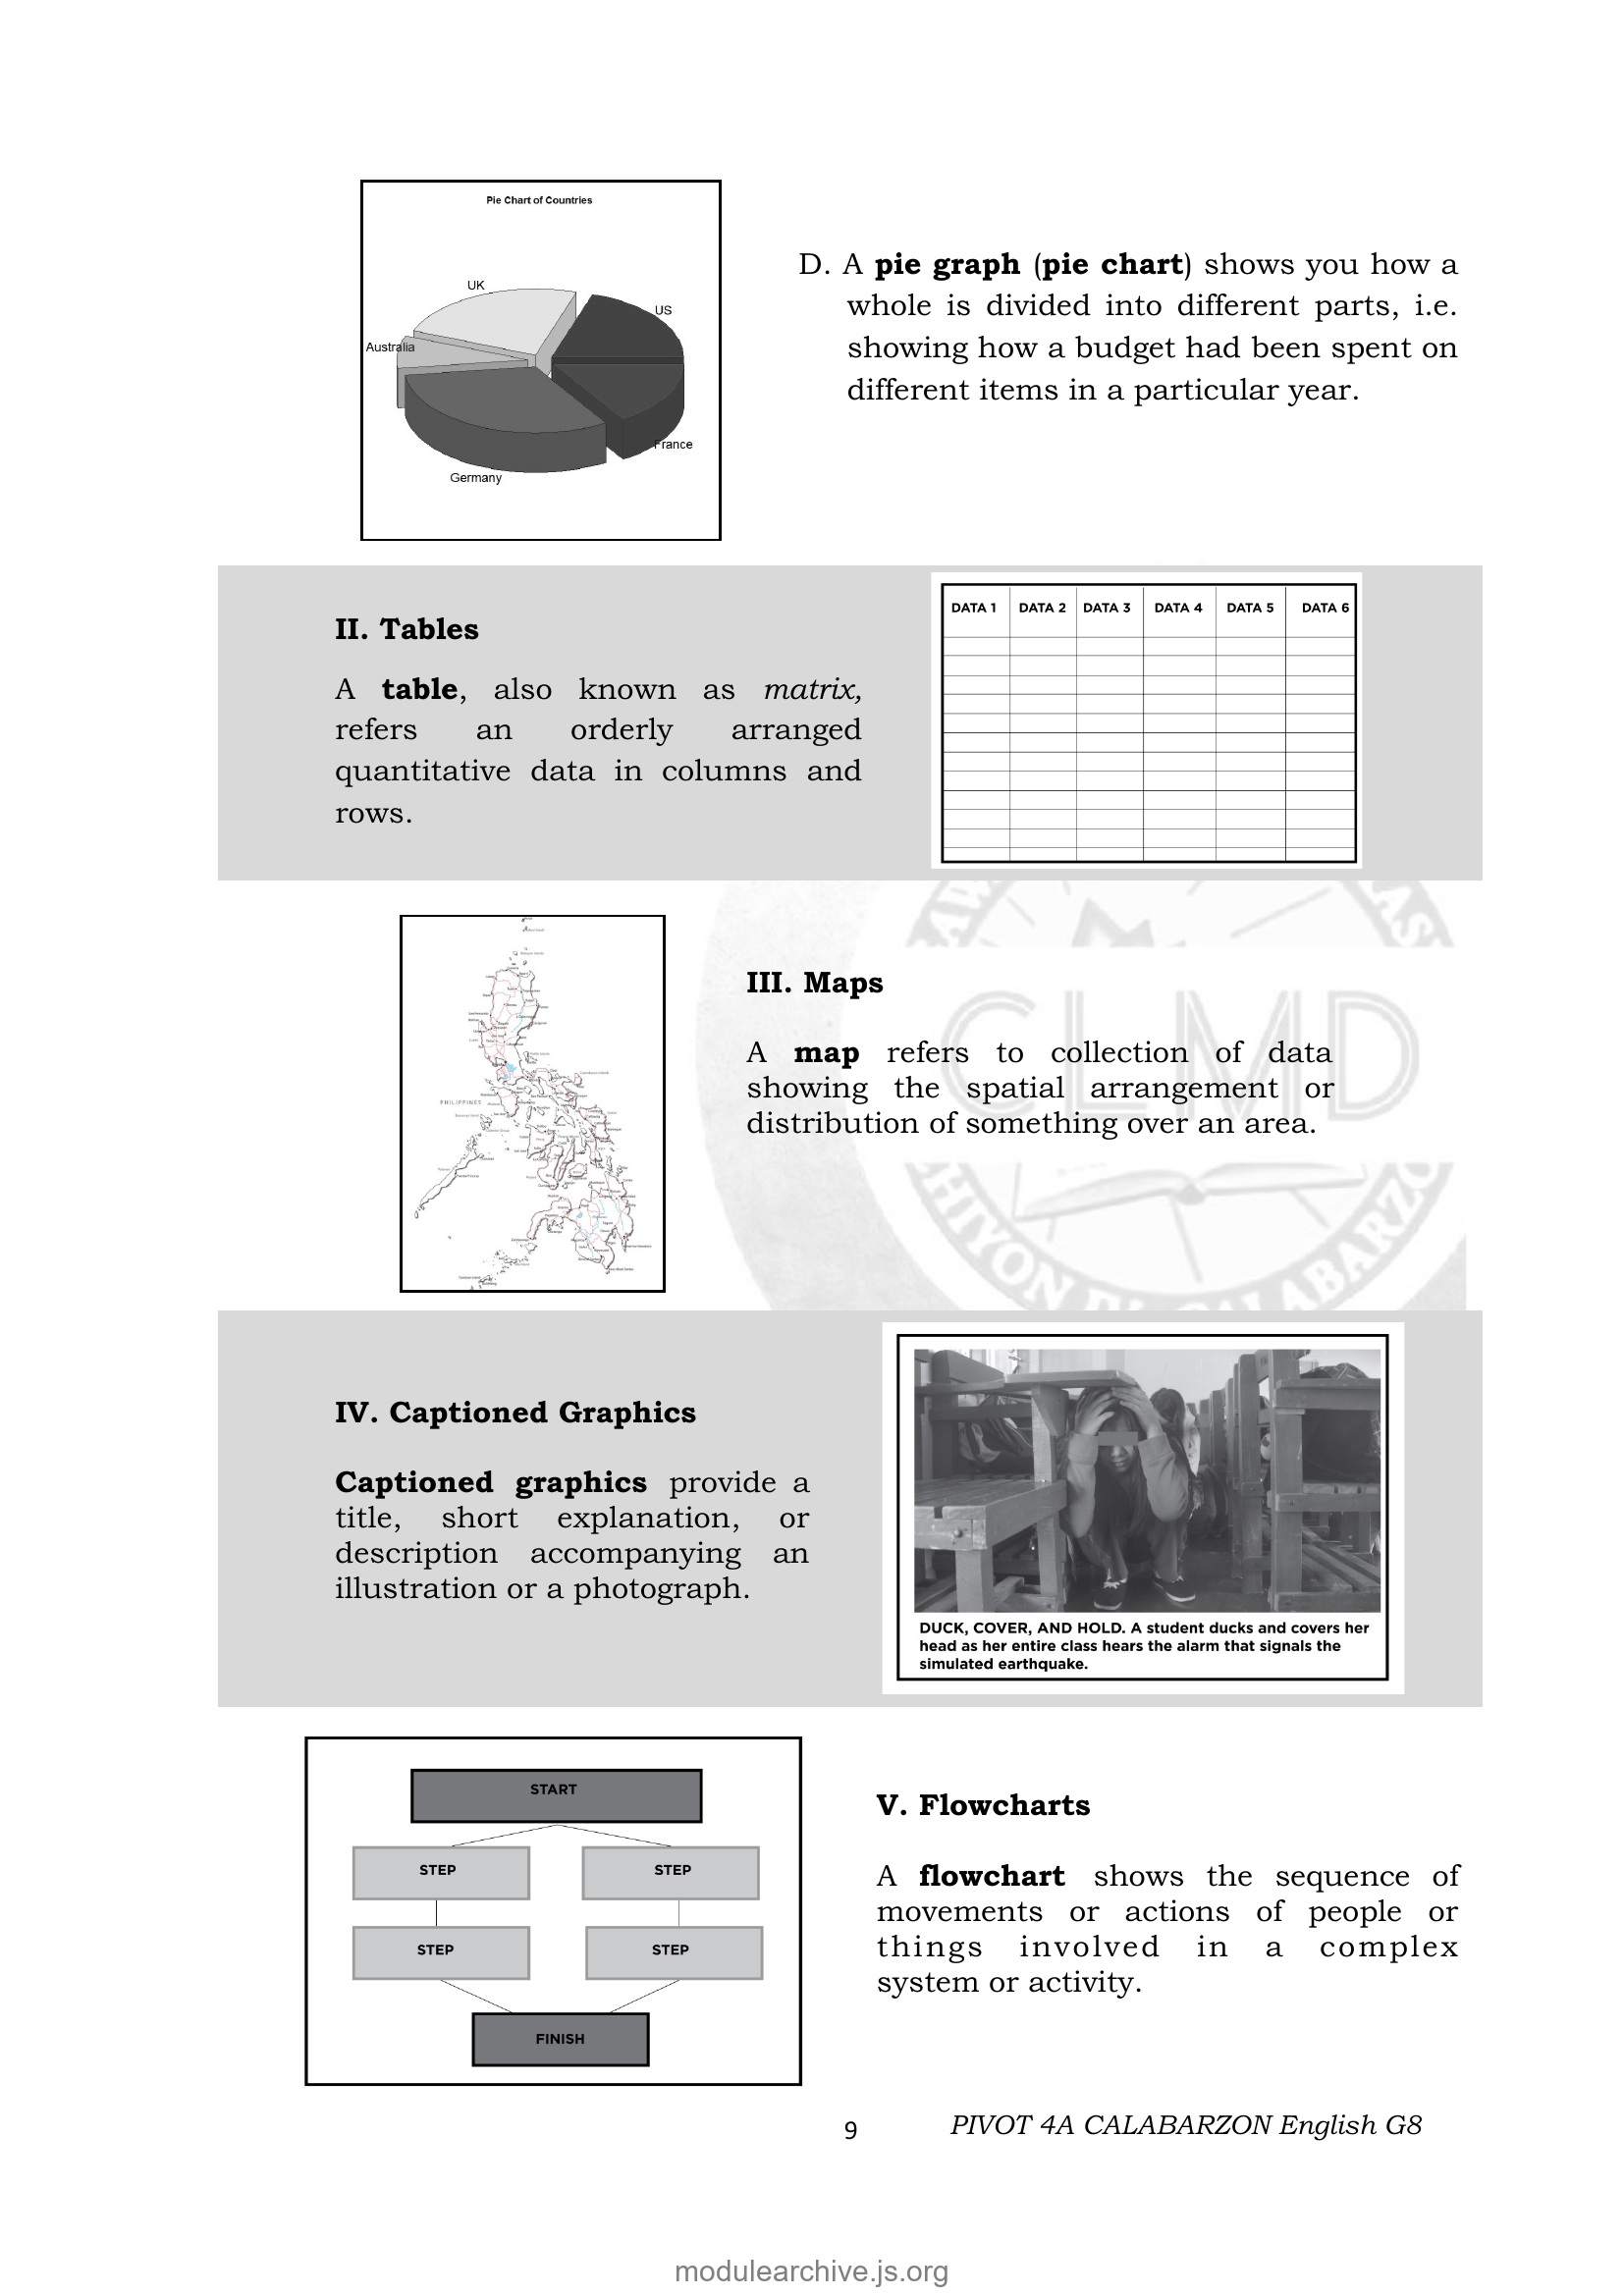 Pie Chart of Countries
UK
US
Australia
France
Germany
D. A pie graph (pie chart) shows you how a
whole is divided into different parts, i.e.
showing how a budget had been spent on
different items in a particular year.
II. Tables
A table, also known as matrix,
refers an orderly arranged
quantitative data in columns and
rows.
DATA 1 DATA 2 DATA 3 DATA 4 DATA 5 DATA 6
PHILIPPINES
III. Maps
A map refers to collection of data
showing the spatial arrangement or
distribution of something over an area.
CLMD
IV. Captioned Graphics
Captioned graphics provide a
title, short explanation, or
description accompanying an
illustration or a photograph.
DUCK, COVER, AND HOLD. A student ducks and covers her
head as her entire class hears the alarm that signals the
simulated earthquake.
START
STEP STEP
STEP STEP
FINISH
V. Flowcharts
A flowchart shows the sequence of
movements or actions of people or
things involved in a complex
system or activity.
9 PIVOT 4A CALABARZON English G8
modulearchive.js.org